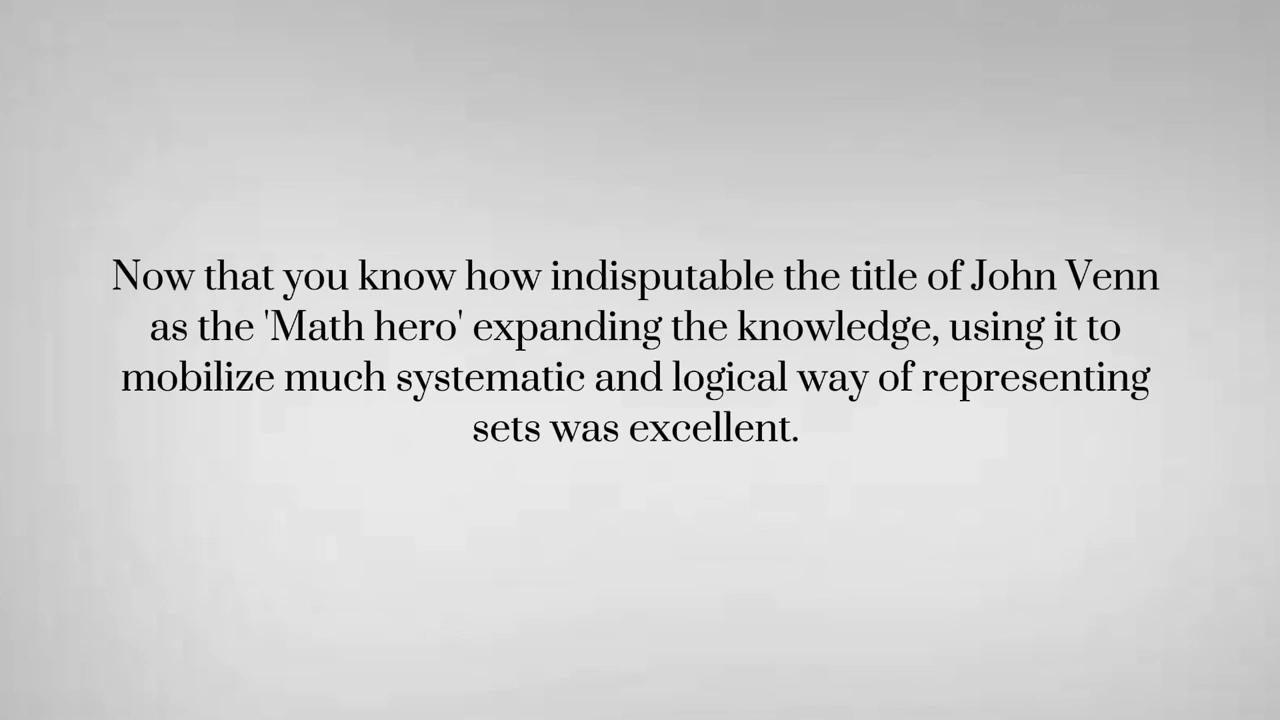 Now that you know how indisputable the title of John Venn
as the 'Math hero' expanding the knowledge, using it to
mobilize much systematic and logical way of representing
sets was excellent.